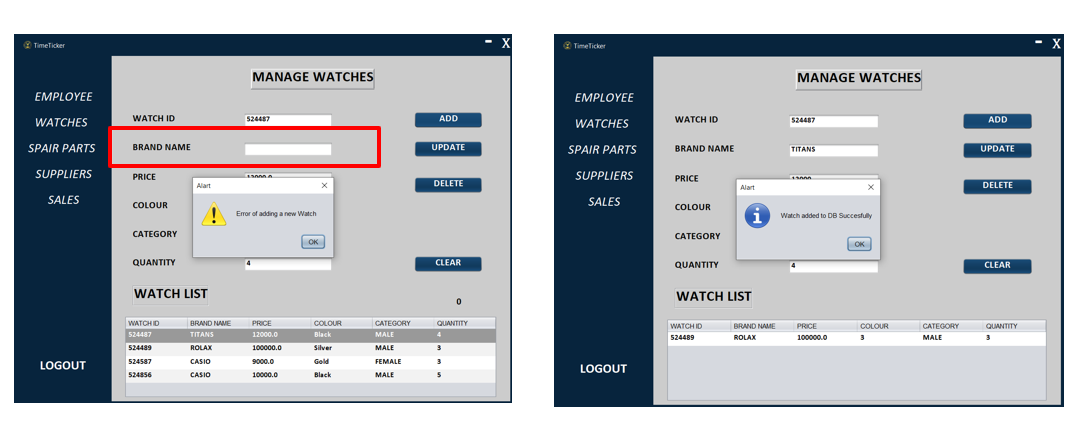 TimeTicker
– X
MANAGE WATCHES
EMPLOYEE
WATCHES
SPAIR PARTS
SUPPLIERS
SALES
LOGOUT
WATCH ID 524487 ADD
BRAND NAME UPDATE
PRICE 12000.0 DELETE
COLOUR
CATEGORY
QUANTITY 4 CLEAR
Alart ×
Error of adding a new Watch
OK
WATCH LIST
0
WATCH ID BRAND NAME PRICE COLOUR CATEGORY QUANTITY
524487 TITANS 12000.0 Black MALE 4
524489 ROLAX 100000.0 Silver MALE 3
524587 CASIO 9000.0 Gold FEMALE 3
524856 CASIO 10000.0 Black MALE 5
TimeTicker
– X
MANAGE WATCHES
EMPLOYEE
WATCHES
SPAIR PARTS
SUPPLIERS
SALES
LOGOUT
WATCH ID 524487 ADD
BRAND NAME TITANS UPDATE
PRICE 12000 DELETE
COLOUR
CATEGORY
QUANTITY 4 CLEAR
Alart ×
Watch added to DB Succesfully
OK
WATCH LIST
WATCH ID BRAND NAME PRICE COLOUR CATEGORY QUANTITY
524489 ROLAX 100000.0 3 MALE 3